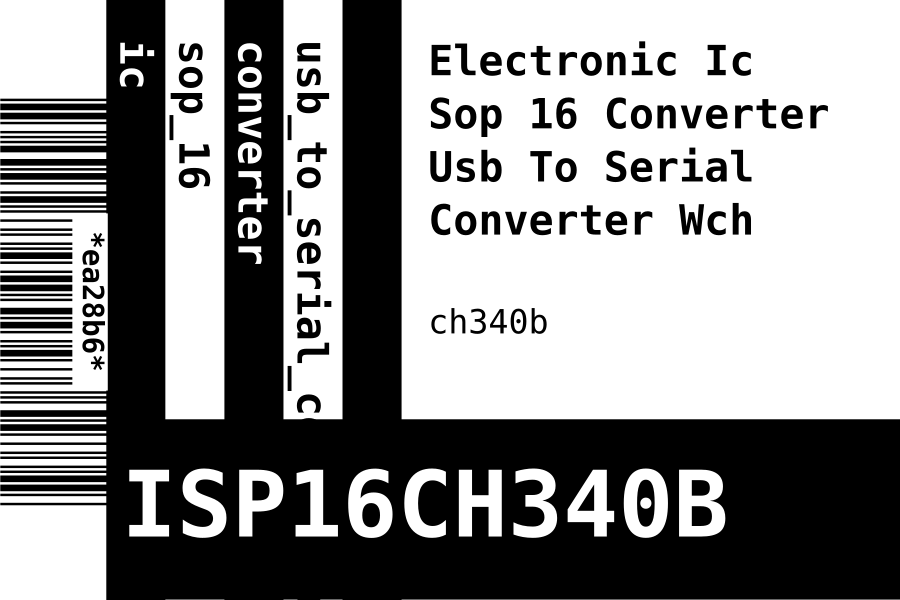 *ea28b6*
ic
sop_16
converter
usb_to_serial_c
Electronic Ic
Sop 16 Converter
Usb To Serial
Converter Wch
ch340b
ISP16CH340B